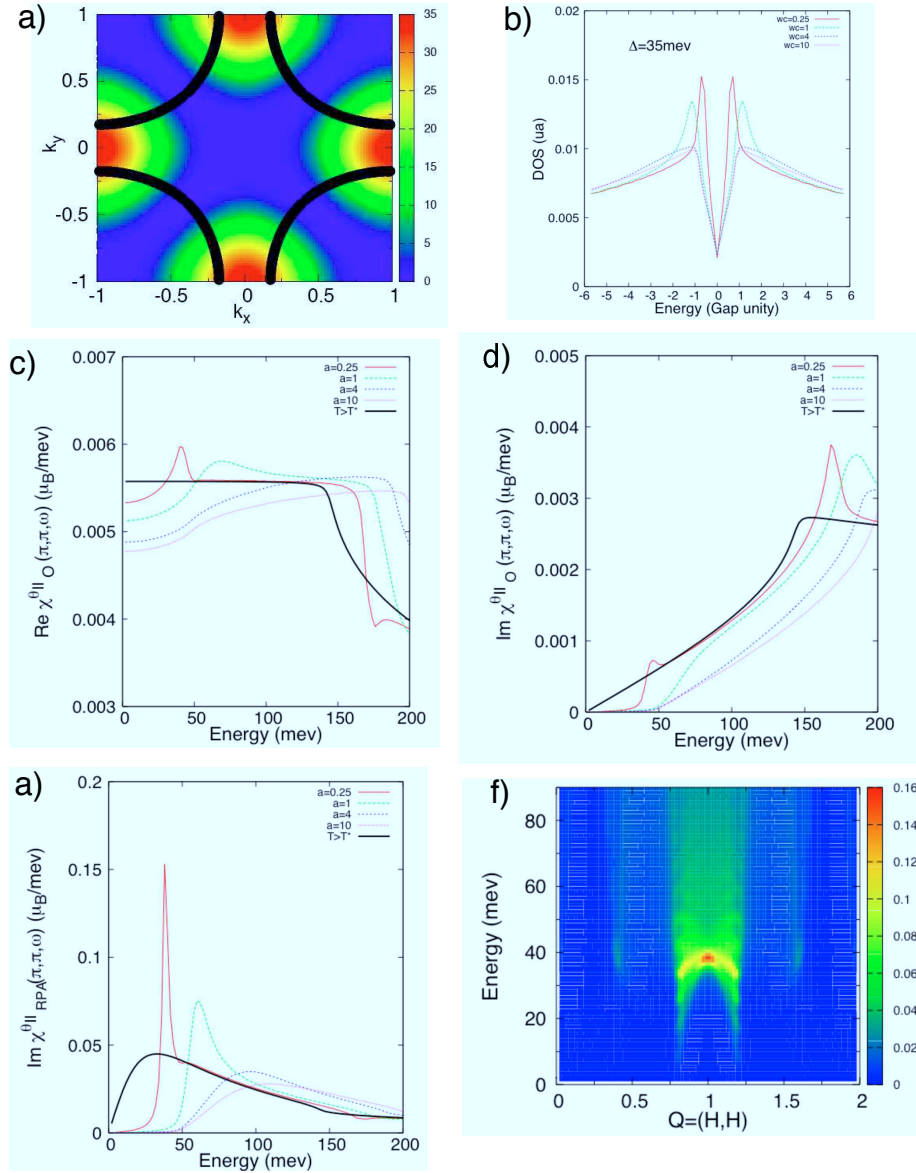 a)
1
0.5
0
-0.5
-1
k_y
-1
-0.5
0
0.5
1
k_x
35
30
25
20
15
10
5
0
b)
wc=0.25
wc=1
wc=4
wc=10
Δ=35mev
0.02
0.015
0.01
0.005
0
DOS (ua)
-6 -5 -4 -3 -2 -1 0 1 2 3 4 5 6
Energy (Gap unity)
c)
a=0.25
a=1
a=4
a=10
T>T*
0.007
0.006
0.005
0.004
0.003
Re χ^θII_O (π,π,ω) (μ_B/mev)
0 50 100 150 200
Energy (mev)
d)
a=0.25
a=1
a=4
a=10
T>T*
0.005
0.004
0.003
0.002
0.001
0
Im χ^θII_O (π,π,ω) (μ_B/mev)
0 50 100 150 200
Energy (mev)
a)
a=0.25
a=1
a=4
a=10
T>T*
0.2
0.15
0.1
0.05
0
Im χ^θII_RPA(π,π,ω) (μ_B/mev)
0 50 100 150 200
Energy (mev)
f)
80
60
40
20
0
Energy (mev)
0 0.5 1 1.5 2
Q=(H,H)
0.16
0.14
0.12
0.1
0.08
0.06
0.04
0.02
0